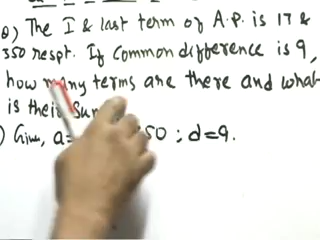 Q) The I & last term of A.P. is 17 &
350 respt. If Common difference is 9,
how many terms are there and what
is their Sum
) Given, a= 50 ; d=9.